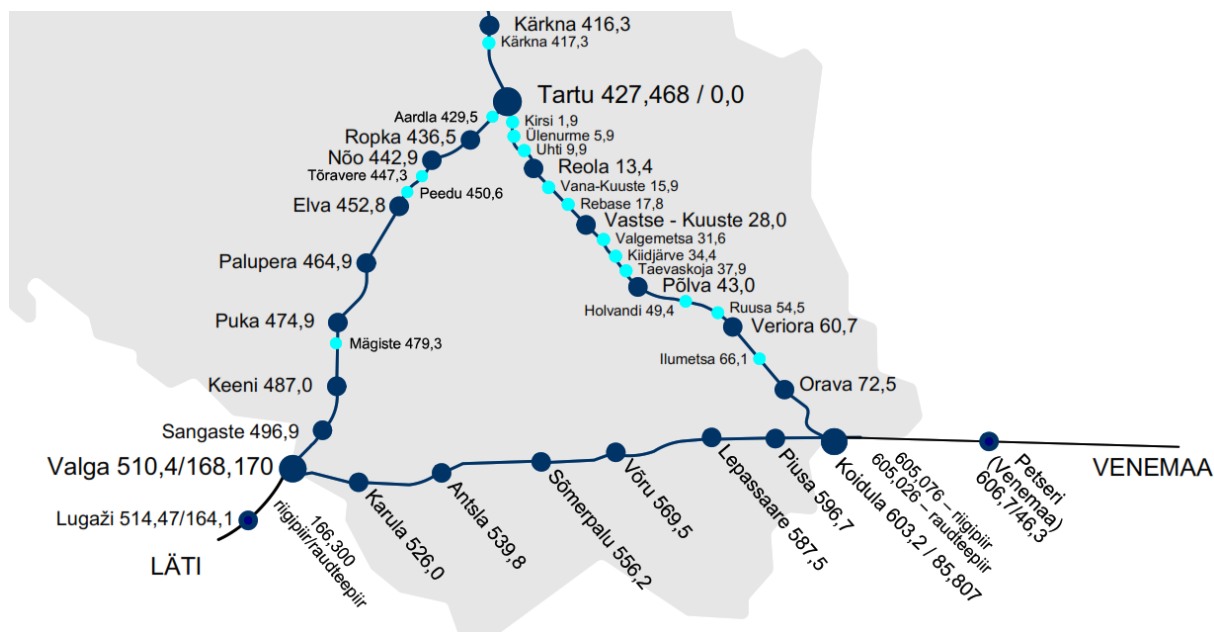 Kärkna 416,3
Kärkna 417,3
Tartu 427,468 / 0,0
Aardla 429,5
Kirsi 1,9
Ropka 436,5
Ülenurme 5,9
Uhti 9,9
Nõo 442,9
Reola 13,4
Tõravere 447,3
Vana-Kuuste 15,9
Peedu 450,6
Elva 452,8
Rebase 17,8
Vastse - Kuuste 28,0
Valgemetsa 31,6
Kiidjärve 34,4
Palupera 464,9
Taevaskoja 37,9
Põlva 43,0
Holvandi 49,4
Ruusa 54,5
Puka 474,9
Veriora 60,7
Mägiste 479,3
Ilumetsa 66,1
Keeni 487,0
Orava 72,5
Sangaste 496,9
Valga 510,4/168,170
Lugaži 514,47/164,1
LÄTI
166,300
riigipiir/raudteepiir
Karula 526,0
Antsla 539,8
Sõmerpalu 556,2
Võru 569,5
Lepassaare 587,5
Piusa 596,7
Koidula 603,2 / 85,807
605,076 – riigipiir
605,026 – raudteepiir
Petseri
(Venemaa)
606,7/46,3
VENEMAA